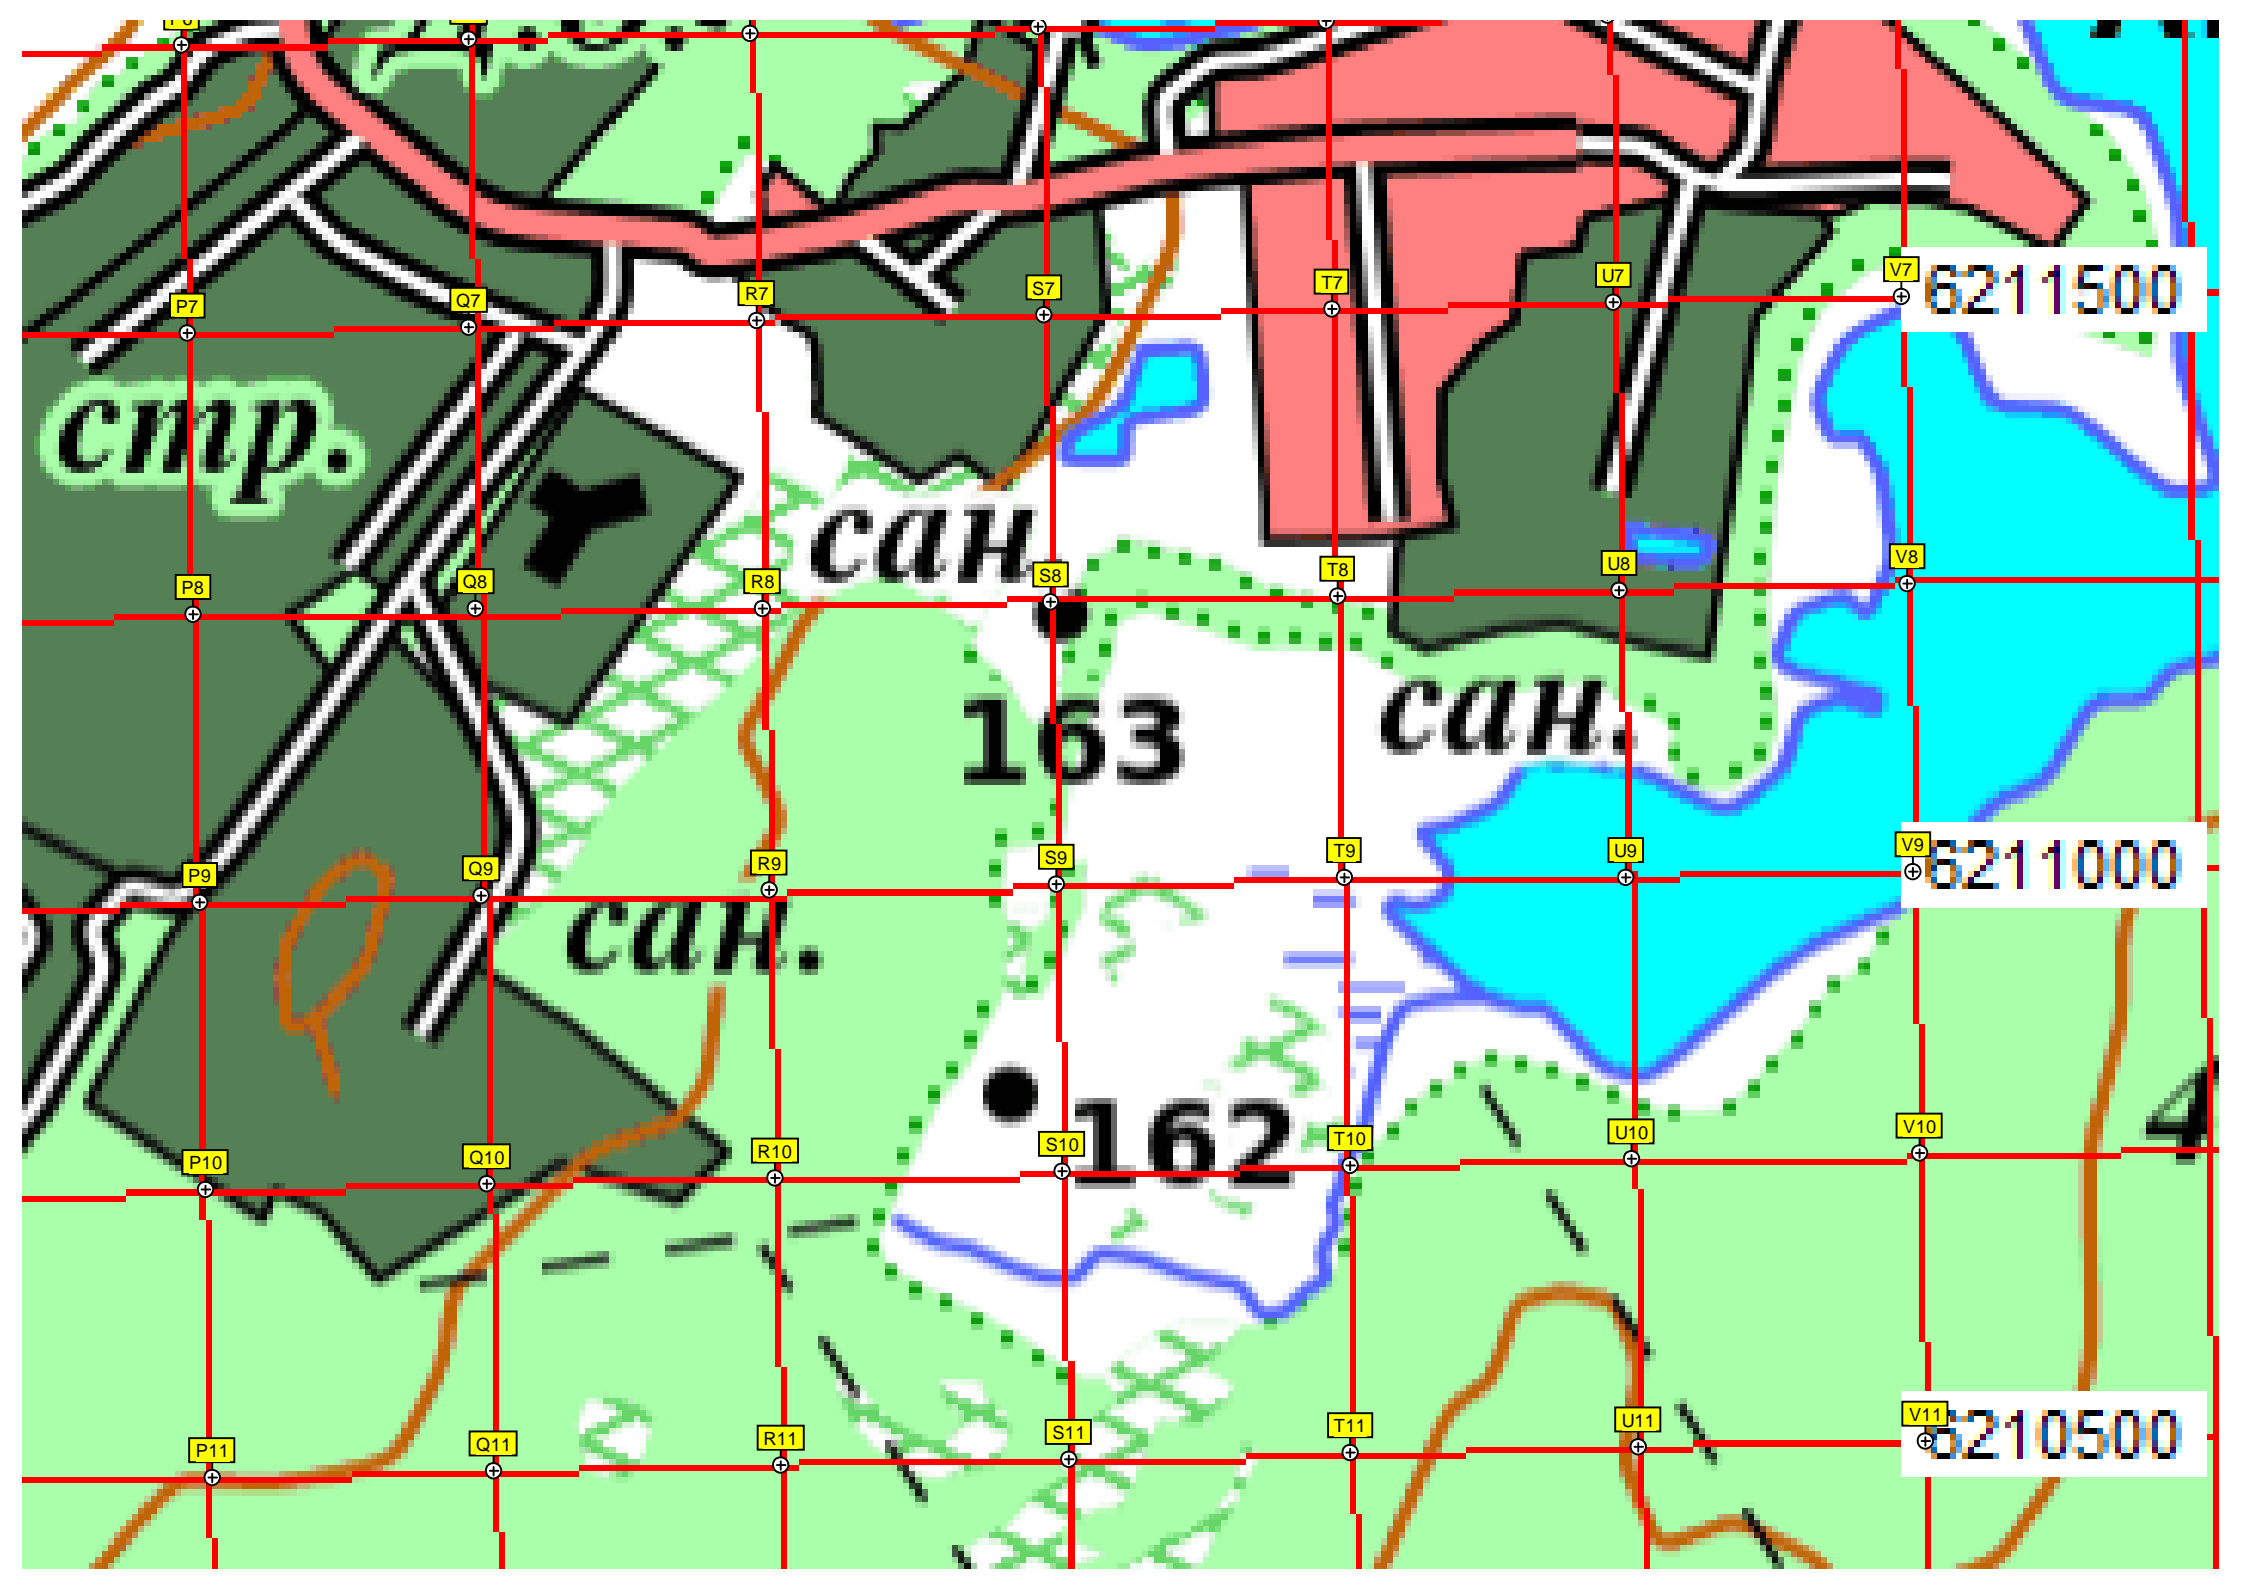 P7 Q7 R7 S7 T7 U7 V7 6211500
стр.
сан.
P8 Q8 R8 S8 T8 U8 V8
163
сан.
P9 Q9 R9 S9 T9 U9 V9 6211000
сан.
162
P10 Q10 R10 S10 T10 U10 V10
P11 Q11 R11 S11 T11 U11 V11 6210500